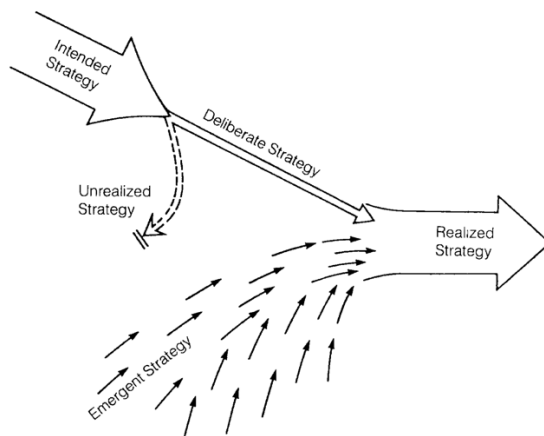 Intended
Strategy
Deliberate Strategy
Unrealized
Strategy
Realized
Strategy
Emergent Strategy